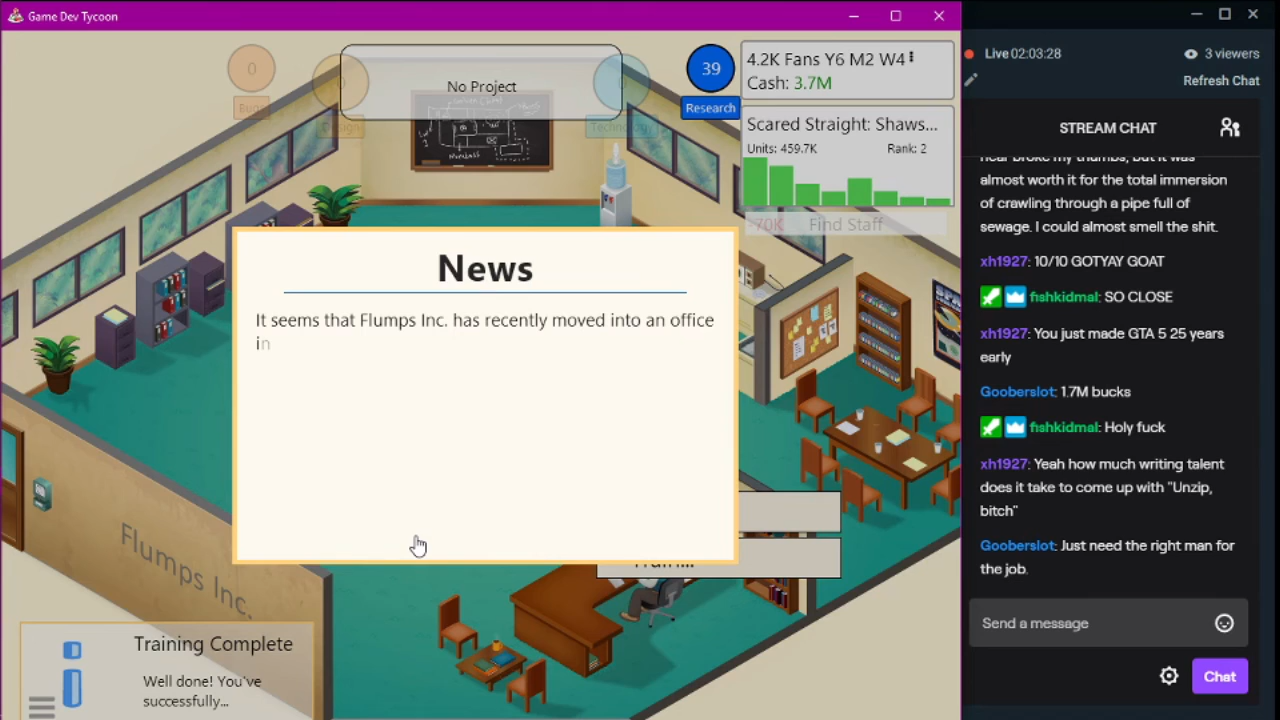 Game Dev Tycoon
0
No Project
Bugs
Design
Technology
39
Research
4.2K Fans Y6 M2 W4
Cash: 3.7M
Scared Straight: Shaws...
Units: 459.7K
Rank: 2
-70K
Find Staff
News
It seems that Flumps Inc. has recently moved into an office
in
Train...
Flumps Inc.
Training Complete
Well done! You've
successfully...
Live 02:03:28
3 viewers
Refresh Chat
STREAM CHAT
near broke my thumbs, but it was
almost worth it for the total immersion
of crawling through a pipe full of
sewage. I could almost smell the shit.
xh1927: 10/10 GOTYAY GOAT
fishkidmal: SO CLOSE
xh1927: You just made GTA 5 25 years
early
Gooberslot: 1.7M bucks
fishkidmal: Holy fuck
xh1927: Yeah how much writing talent
does it take to come up with "Unzip,
bitch"
Gooberslot: Just need the right man for
the job.
Send a message
Chat